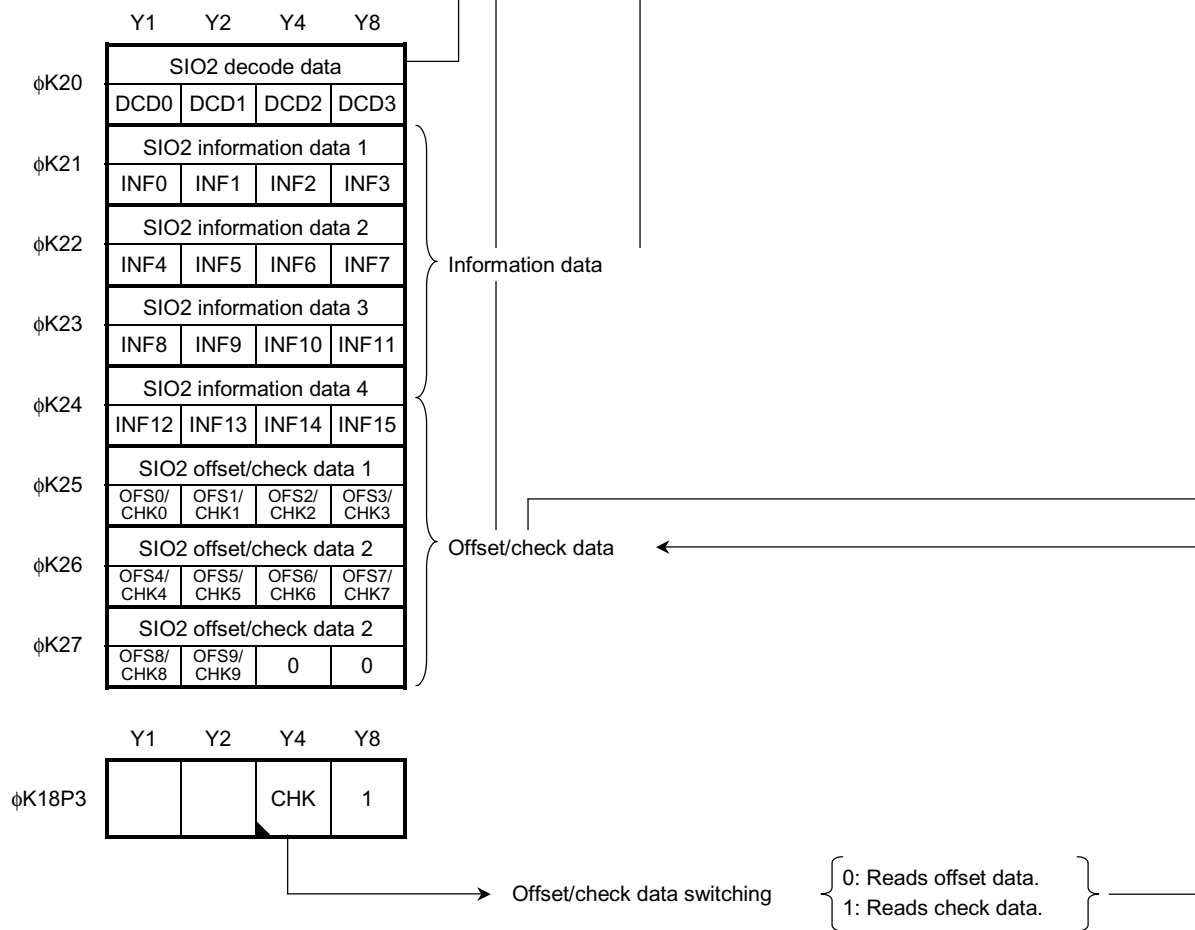 Y1 Y2 Y4 Y8
SIO2 decode data
φK20
DCD0 DCD1 DCD2 DCD3
SIO2 information data 1
φK21
INF0 INF1 INF2 INF3
SIO2 information data 2
φK22
INF4 INF5 INF6 INF7
Information data
SIO2 information data 3
φK23
INF8 INF9 INF10 INF11
SIO2 information data 4
φK24
INF12 INF13 INF14 INF15
SIO2 offset/check data 1
φK25
OFS0/ OFS1/ OFS2/ OFS3/
CHK0 CHK1 CHK2 CHK3
SIO2 offset/check data 2
Offset/check data
φK26
OFS4/ OFS5/ OFS6/ OFS7/
CHK4 CHK5 CHK6 CHK7
SIO2 offset/check data 2
φK27
OFS8/ OFS9/ 0 0
CHK8 CHK9
Y1 Y2 Y4 Y8
φK18P3 CHK 1
Offset/check data switching
0: Reads offset data.
1: Reads check data.